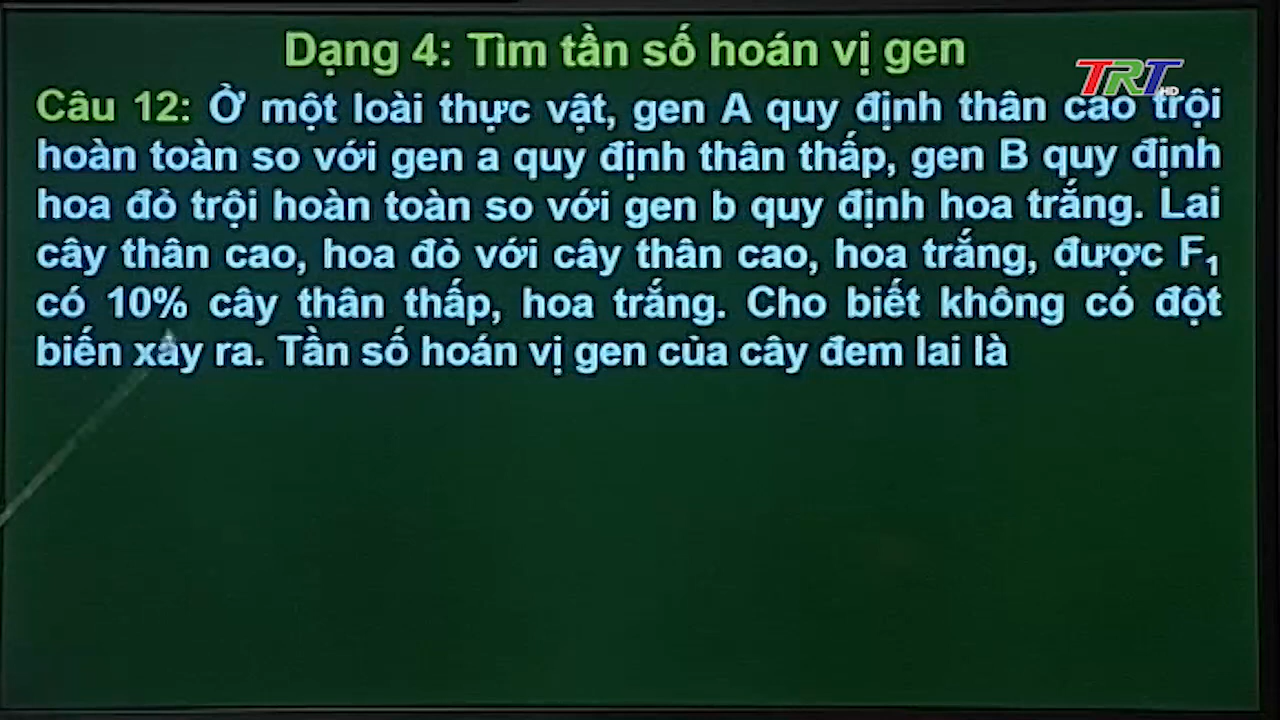 Dạng 4: Tìm tần số hoán vị gen
TRT HD
Câu 12: Ở một loài thực vật, gen A quy định thân cao trội
hoàn toàn so với gen a quy định thân thấp, gen B quy định
hoa đỏ trội hoàn toàn so với gen b quy định hoa trắng. Lai
cây thân cao, hoa đỏ với cây thân cao, hoa trắng, được F₁
có 10% cây thân thấp, hoa trắng. Cho biết không có đột
biến xảy ra. Tần số hoán vị gen của cây đem lai là